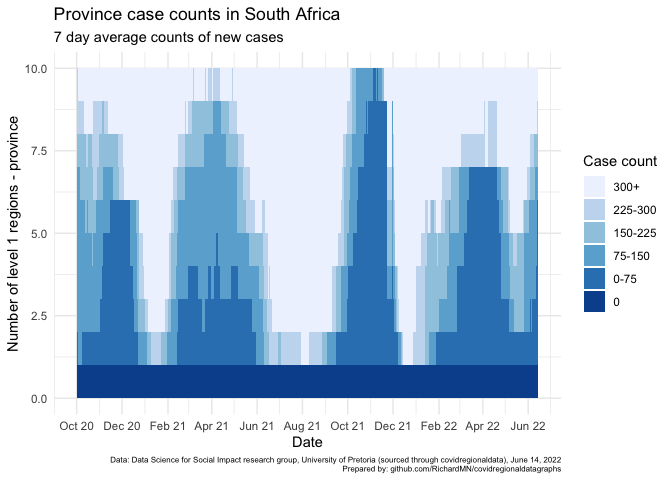 Province case counts in South Africa
7 day average counts of new cases
Number of level 1 regions - province
10.0
7.5
5.0
2.5
0.0
Oct 20 Dec 20 Feb 21 Apr 21 Jun 21 Aug 21 Oct 21 Dec 21 Feb 22 Apr 22 Jun 22
Date
Case count
300+
225-300
150-225
75-150
0-75
0
Data: Data Science for Social Impact research group, University of Pretoria (sourced through covidregionaldata), June 14, 2022
Prepared by: github.com/RichardMN/covidregionaldatagraphs